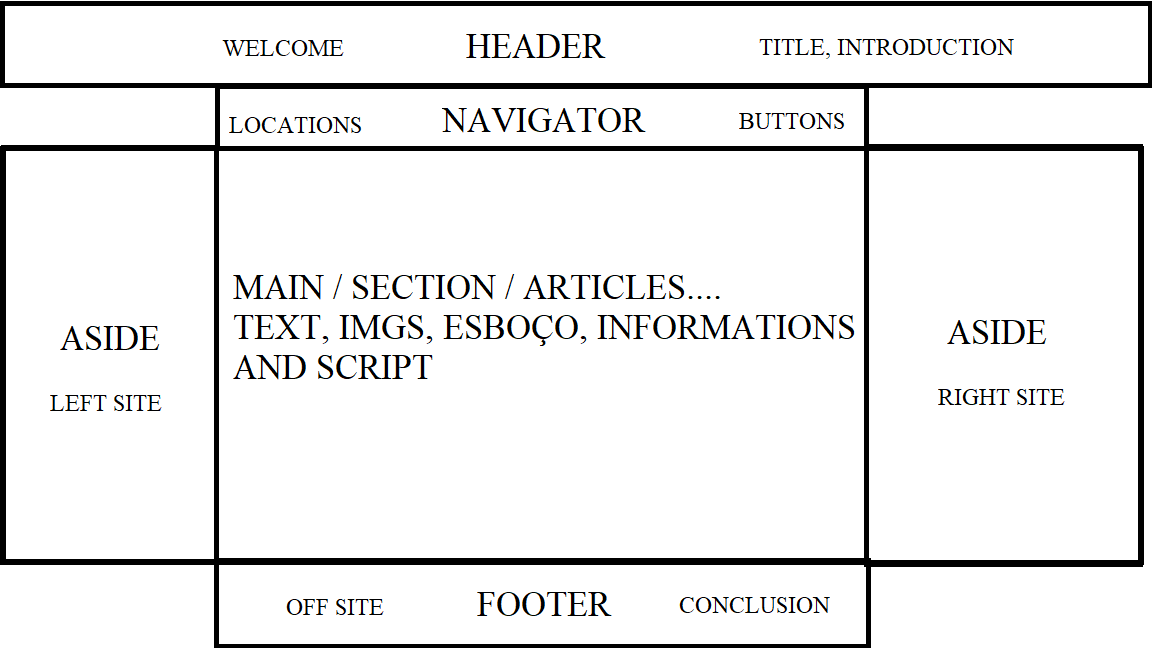 WELCOME HEADER TITLE, INTRODUCTION
LOCATIONS NAVIGATOR BUTTONS
ASIDE
LEFT SITE
MAIN / SECTION / ARTICLES....
TEXT, IMGS, ESBOÇO, INFORMATIONS
AND SCRIPT
ASIDE
RIGHT SITE
OFF SITE FOOTER CONCLUSION